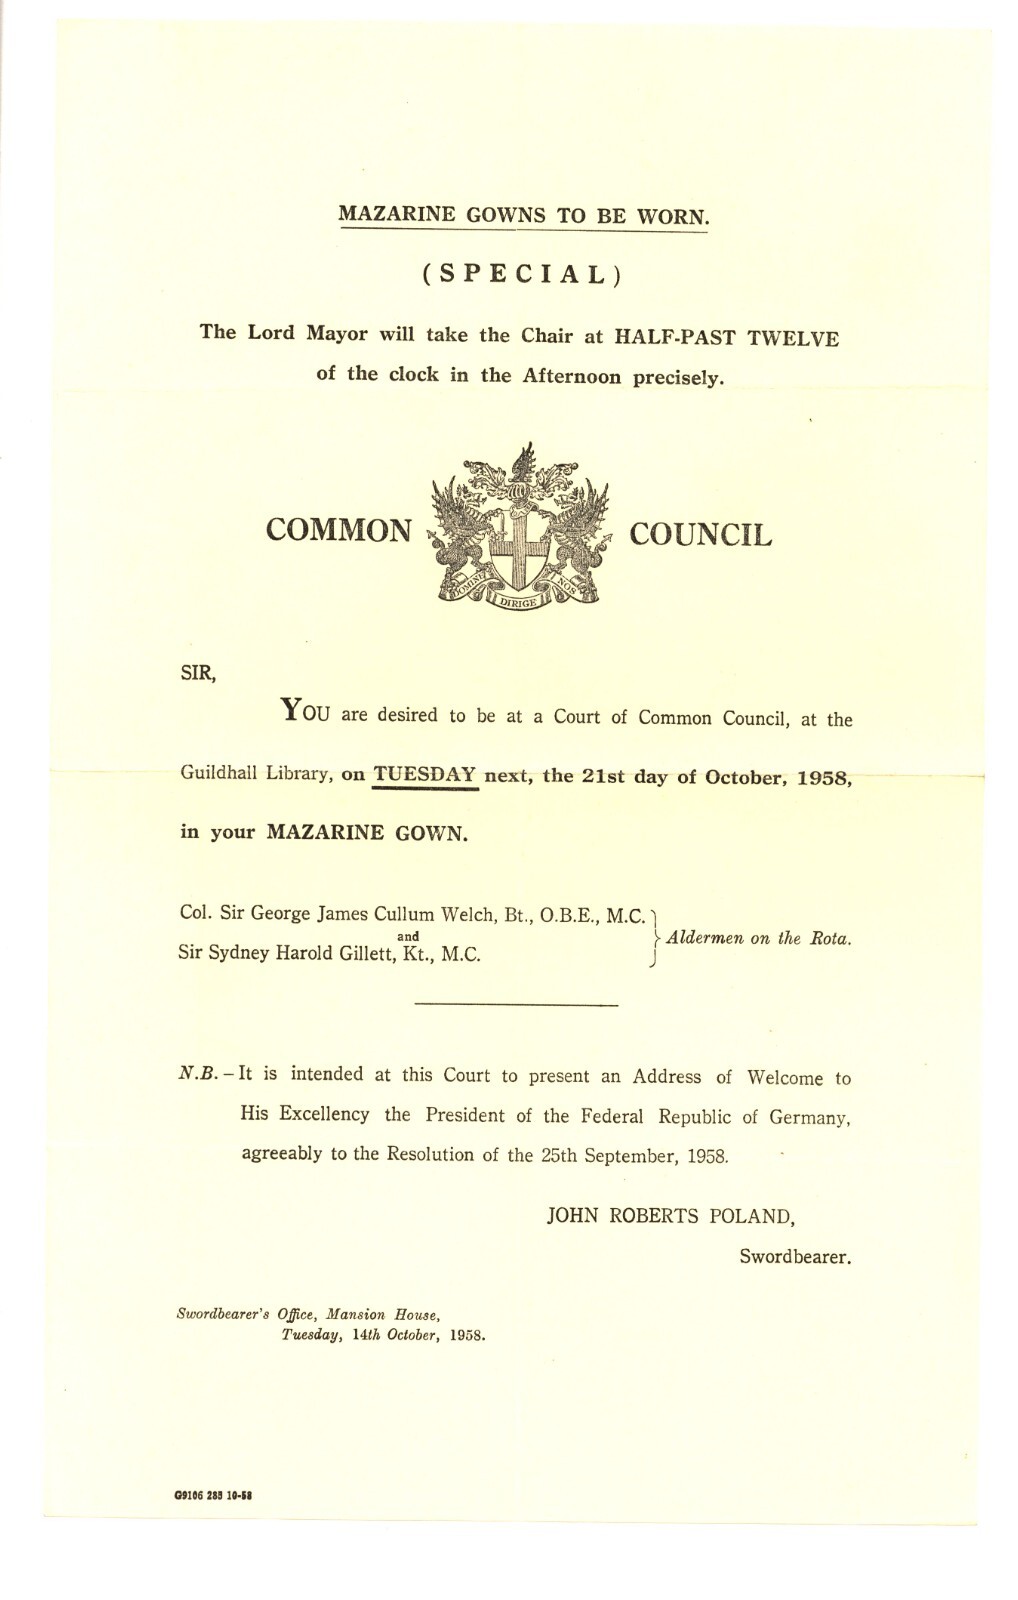 MAZARINE GOWNS TO BE WORN.
(SPECIAL)
The Lord Mayor will take the Chair at HALF-PAST TWELVE
of the clock in the Afternoon precisely.
COMMON COUNCIL
DOMINE DIRIGE NOS
SIR,
YOU are desired to be at a Court of Common Council, at the
Guildhall Library, on TUESDAY next, the 21st day of October, 1958,
in your MAZARINE GOWN.
Col. Sir George James Cullum Welch, Bt., O.B.E., M.C.
and
Sir Sydney Harold Gillett, Kt., M.C.
} Aldermen on the Rota.
N.B.–It is intended at this Court to present an Address of Welcome to
His Excellency the President of the Federal Republic of Germany,
agreeably to the Resolution of the 25th September, 1958.
JOHN ROBERTS POLAND,
Swordbearer.
Swordbearer's Office, Mansion House,
Tuesday, 14th October, 1958.
G9106 283 10-58